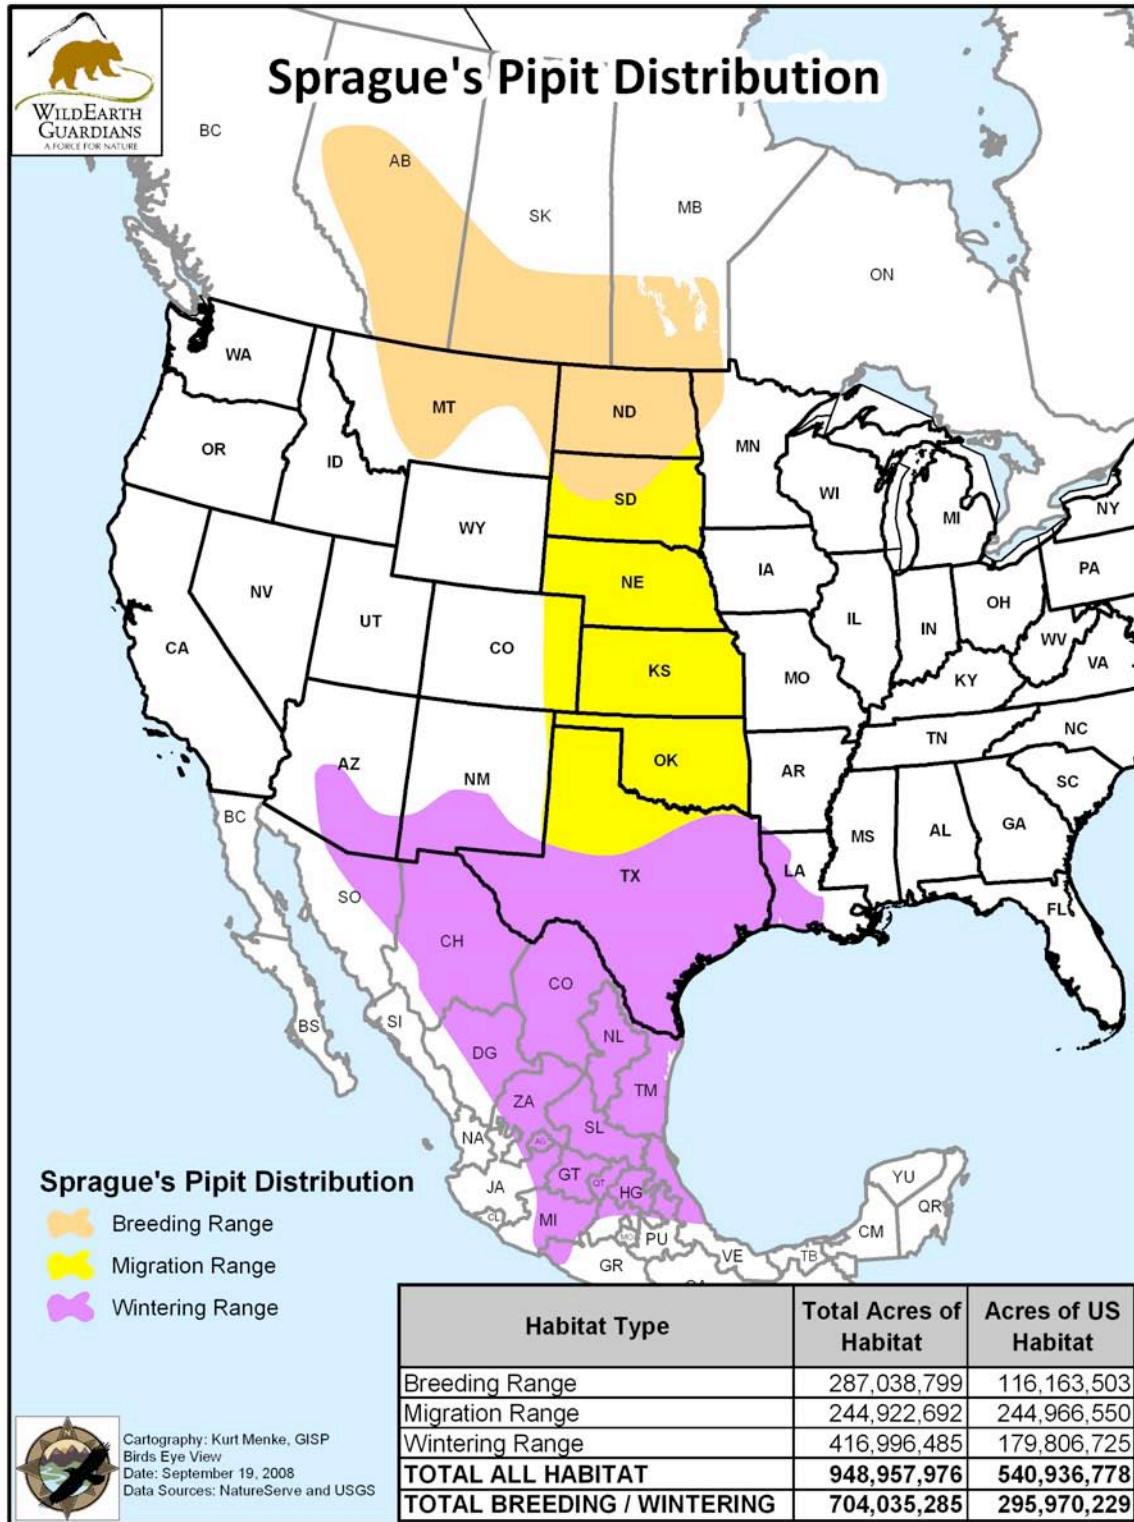 WILDEARTH
GUARDIANS
A FORCE FOR NATURE
Sprague's Pipit Distribution
BC
AB
SK
MB
ON
WA
MT
ND
MN
OR
ID
SD
WI
MI
NY
WY
NE
IA
PA
NV
UT
CO
KS
IL
IN
OH
WV
VA
CA
MO
KY
AZ
NM
OK
AR
TN
NC
SC
BC
MS
AL
GA
TX
LA
SO
FL
CH
CO
BS
SI
NL
DG
TM
ZA
SL
NA
AG
GT
QT
HG
YU
QR
JA
CL
MI
MO
PU
VE
TB
CM
GR
Sprague's Pipit Distribution
Breeding Range
Migration Range
Wintering Range
Habitat Type Total Acres of Habitat Acres of US Habitat
Breeding Range 287,038,799 116,163,503
Migration Range 244,922,692 244,966,550
Wintering Range 416,996,485 179,806,725
TOTAL ALL HABITAT 948,957,976 540,936,778
TOTAL BREEDING / WINTERING 704,035,285 295,970,229
N
Cartography: Kurt Menke, GISP
Birds Eye View
Date: September 19, 2008
Data Sources: NatureServe and USGS